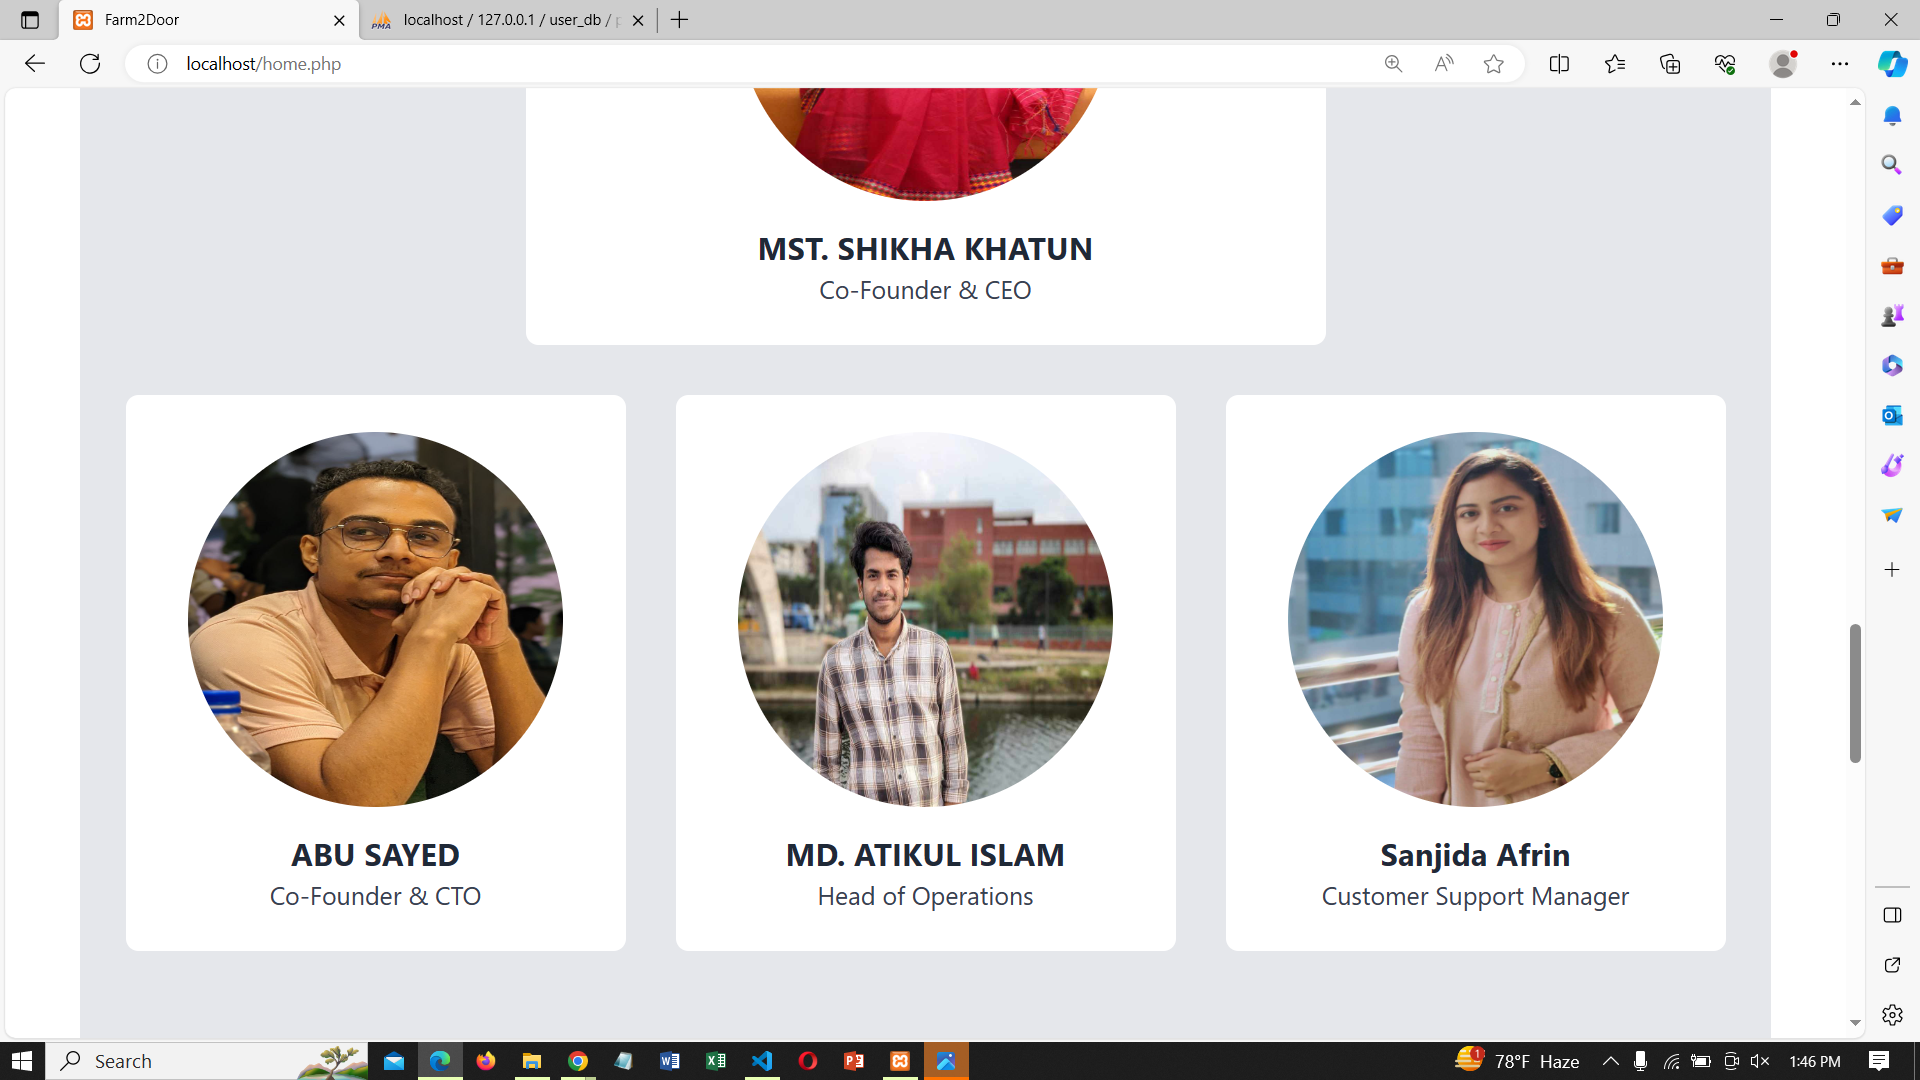 Farm2Door
localhost / 127.0.0.1 / user_db /
localhost/home.php
MST. SHIKHA KHATUN
Co-Founder & CEO
ABU SAYED
Co-Founder & CTO
MD. ATIKUL ISLAM
Head of Operations
Sanjida Afrin
Customer Support Manager
Search
78°F Haze
1:46 PM